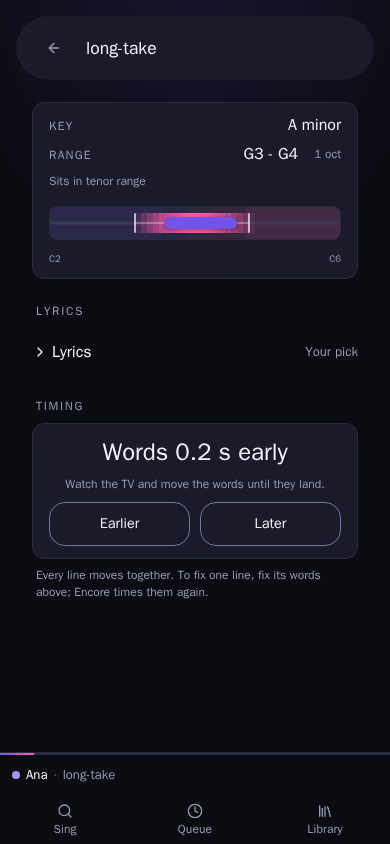 long-take
KEY A minor
RANGE G3 - G4 1 oct
Sits in tenor range
C2 C6
LYRICS
Lyrics Your pick
TIMING
Words 0.2 s early
Watch the TV and move the words until they land.
Earlier Later
Every line moves together. To fix one line, fix its words
above; Encore times them again.
Ana · long-take
Sing Queue Library